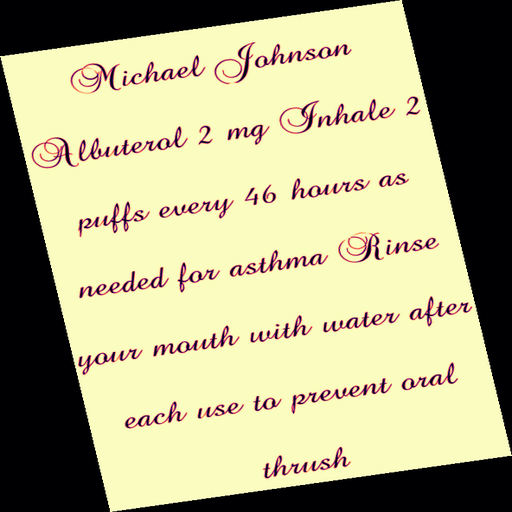 Michael Johnson
Albuterol 2 mg Inhale 2
puffs every 46 hours as
needed for asthma Rinse
your mouth with water after
each use to prevent oral
thrush